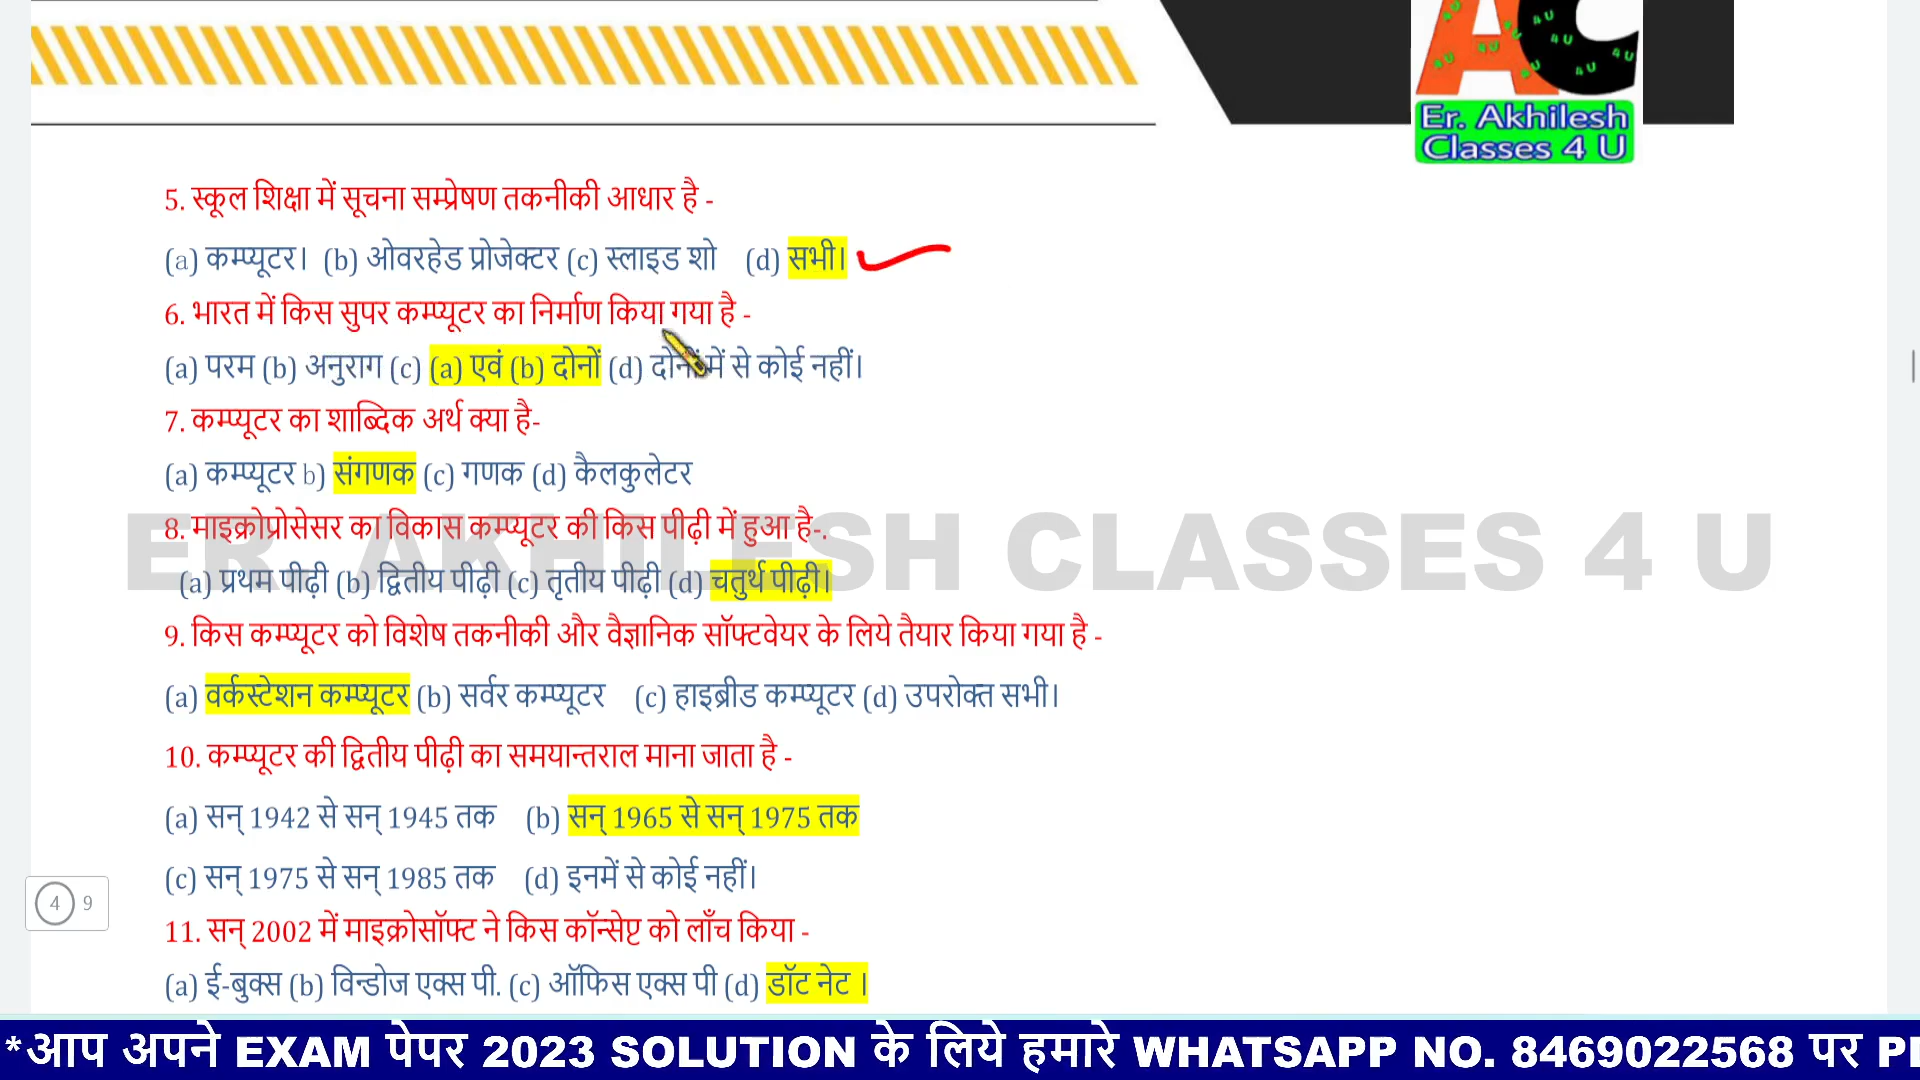 Er. Akhilesh
Classes 4 U
5. स्कूल शिक्षा में सूचना सम्प्रेषण तकनीकी आधार है -
(a) कम्प्यूटर। (b) ओवरहेड प्रोजेक्टर (c) स्लाइड शो (d) सभी।
6. भारत में किस सुपर कम्प्यूटर का निर्माण किया गया है -
(a) परम (b) अनुराग (c) (a) एवं (b) दोनों (d) दोनों में से कोई नहीं।
7. कम्प्यूटर का शाब्दिक अर्थ क्या है-
(a) कम्प्यूटर b) संगणक (c) गणक (d) कैलकुलेटर
8. माइक्रोप्रोसेसर का विकास कम्प्यूटर की किस पीढ़ी में हुआ है-.
ER. AKHILESH CLASSES 4 U
(a) प्रथम पीढ़ी (b) द्वितीय पीढ़ी (c) तृतीय पीढ़ी (d) चतुर्थ पीढ़ी।
9. किस कम्प्यूटर को विशेष तकनीकी और वैज्ञानिक सॉफ्टवेयर के लिये तैयार किया गया है -
(a) वर्कस्टेशन कम्प्यूटर (b) सर्वर कम्प्यूटर (c) हाइब्रीड कम्प्यूटर (d) उपरोक्त सभी।
10. कम्प्यूटर की द्वितीय पीढ़ी का समयान्तराल माना जाता है -
(a) सन् 1942 से सन् 1945 तक (b) सन् 1965 से सन् 1975 तक
(c) सन् 1975 से सन् 1985 तक (d) इनमें से कोई नहीं।
4 9
11. सन् 2002 में माइक्रोसॉफ्ट ने किस कॉन्सेप्ट को लाँच किया -
(a) ई-बुक्स (b) विन्डोज एक्स पी. (c) ऑफिस एक्स पी (d) डॉट नेट ।
*आप अपने EXAM पेपर 2023 SOLUTION के लिये हमारे WHATSAPP NO. 8469022568 पर